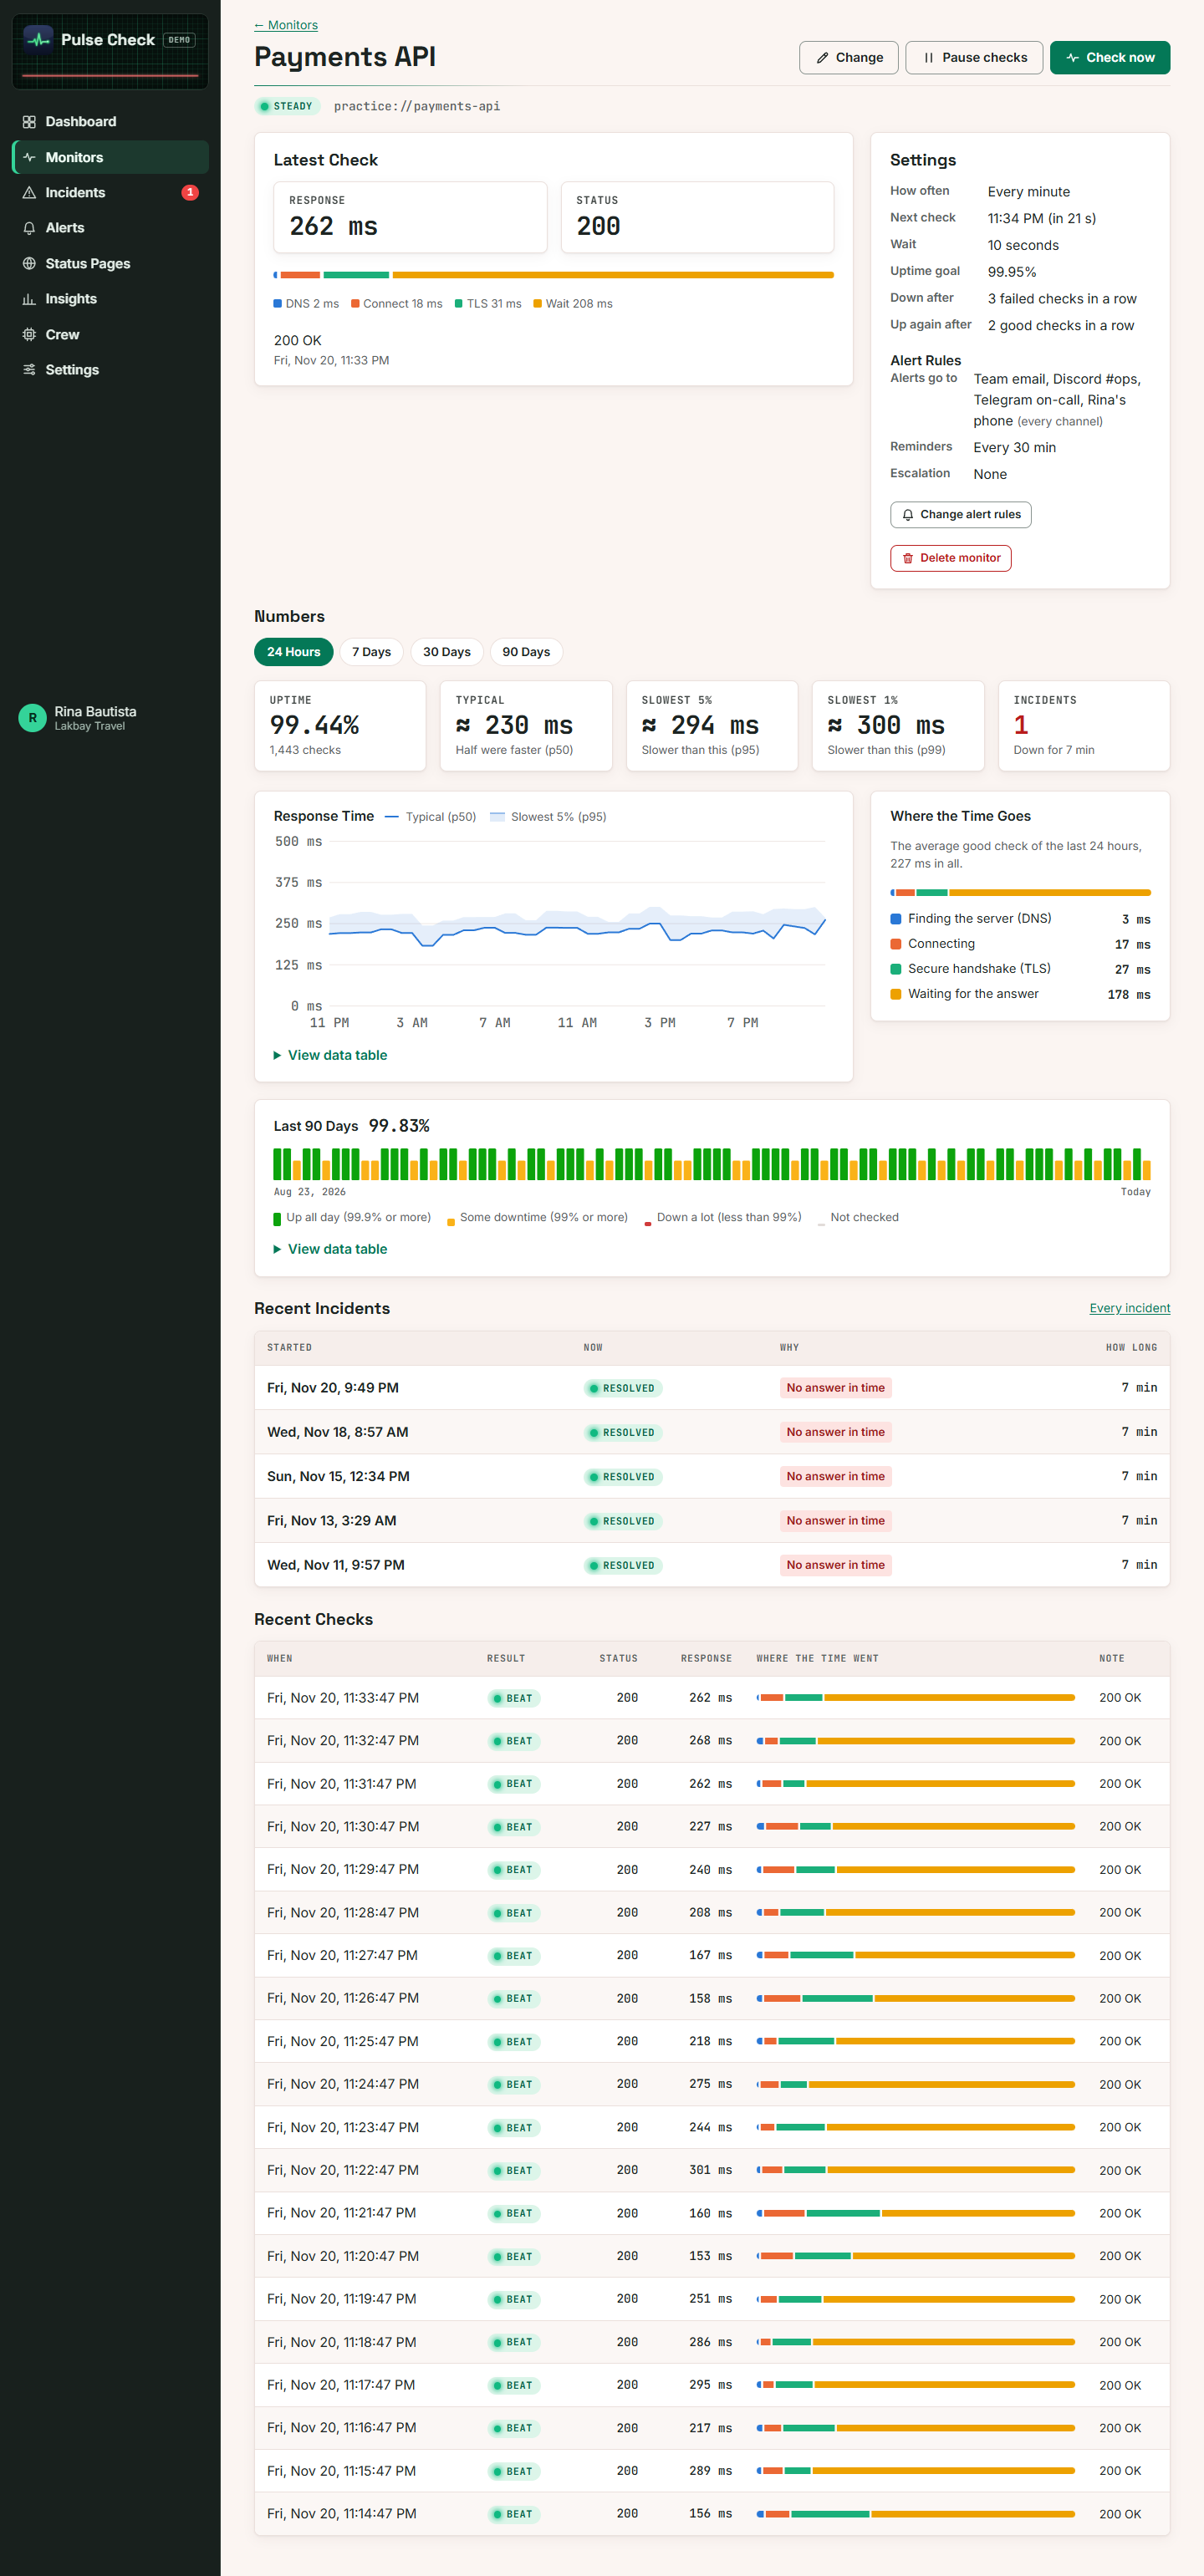 Pulse Check DEMO
Dashboard
Monitors
Incidents 1
Alerts
Status Pages
Insights
Crew
Settings
R Rina Bautista
Lakbay Travel
← Monitors
Payments API
Change
Pause checks
Check now
STEADY practice://payments-api
Latest Check
RESPONSE
262 ms
STATUS
200
DNS 2 ms Connect 18 ms TLS 31 ms Wait 208 ms
200 OK
Fri, Nov 20, 11:33 PM
Settings
How often Every minute
Next check 11:34 PM (in 21 s)
Wait 10 seconds
Uptime goal 99.95%
Down after 3 failed checks in a row
Up again after 2 good checks in a row
Alert Rules
Alerts go to Team email, Discord #ops,
Telegram on-call, Rina's
phone (every channel)
Reminders Every 30 min
Escalation None
Change alert rules
Delete monitor
Numbers
24 Hours 7 Days 30 Days 90 Days
UPTIME
99.44%
1,443 checks
TYPICAL
≈ 230 ms
Half were faster (p50)
SLOWEST 5%
≈ 294 ms
Slower than this (p95)
SLOWEST 1%
≈ 300 ms
Slower than this (p99)
INCIDENTS
1
Down for 7 min
Response Time Typical (p50) Slowest 5% (p95)
500 ms
375 ms
250 ms
125 ms
0 ms
11 PM 3 AM 7 AM 11 AM 3 PM 7 PM
▶ View data table
Where the Time Goes
The average good check of the last 24 hours,
227 ms in all.
Finding the server (DNS) 3 ms
Connecting 17 ms
Secure handshake (TLS) 27 ms
Waiting for the answer 178 ms
Last 90 Days 99.83%
Aug 23, 2026 Today
Up all day (99.9% or more) Some downtime (99% or more) Down a lot (less than 99%) Not checked
▶ View data table
Recent Incidents Every incident
STARTED NOW WHY HOW LONG
Fri, Nov 20, 9:49 PM RESOLVED No answer in time 7 min
Wed, Nov 18, 8:57 AM RESOLVED No answer in time 7 min
Sun, Nov 15, 12:34 PM RESOLVED No answer in time 7 min
Fri, Nov 13, 3:29 AM RESOLVED No answer in time 7 min
Wed, Nov 11, 9:57 PM RESOLVED No answer in time 7 min
Recent Checks
WHEN RESULT STATUS RESPONSE WHERE THE TIME WENT NOTE
Fri, Nov 20, 11:33:47 PM BEAT 200 262 ms 200 OK
Fri, Nov 20, 11:32:47 PM BEAT 200 268 ms 200 OK
Fri, Nov 20, 11:31:47 PM BEAT 200 262 ms 200 OK
Fri, Nov 20, 11:30:47 PM BEAT 200 227 ms 200 OK
Fri, Nov 20, 11:29:47 PM BEAT 200 240 ms 200 OK
Fri, Nov 20, 11:28:47 PM BEAT 200 208 ms 200 OK
Fri, Nov 20, 11:27:47 PM BEAT 200 167 ms 200 OK
Fri, Nov 20, 11:26:47 PM BEAT 200 158 ms 200 OK
Fri, Nov 20, 11:25:47 PM BEAT 200 218 ms 200 OK
Fri, Nov 20, 11:24:47 PM BEAT 200 275 ms 200 OK
Fri, Nov 20, 11:23:47 PM BEAT 200 244 ms 200 OK
Fri, Nov 20, 11:22:47 PM BEAT 200 301 ms 200 OK
Fri, Nov 20, 11:21:47 PM BEAT 200 160 ms 200 OK
Fri, Nov 20, 11:20:47 PM BEAT 200 153 ms 200 OK
Fri, Nov 20, 11:19:47 PM BEAT 200 251 ms 200 OK
Fri, Nov 20, 11:18:47 PM BEAT 200 286 ms 200 OK
Fri, Nov 20, 11:17:47 PM BEAT 200 295 ms 200 OK
Fri, Nov 20, 11:16:47 PM BEAT 200 217 ms 200 OK
Fri, Nov 20, 11:15:47 PM BEAT 200 289 ms 200 OK
Fri, Nov 20, 11:14:47 PM BEAT 200 156 ms 200 OK